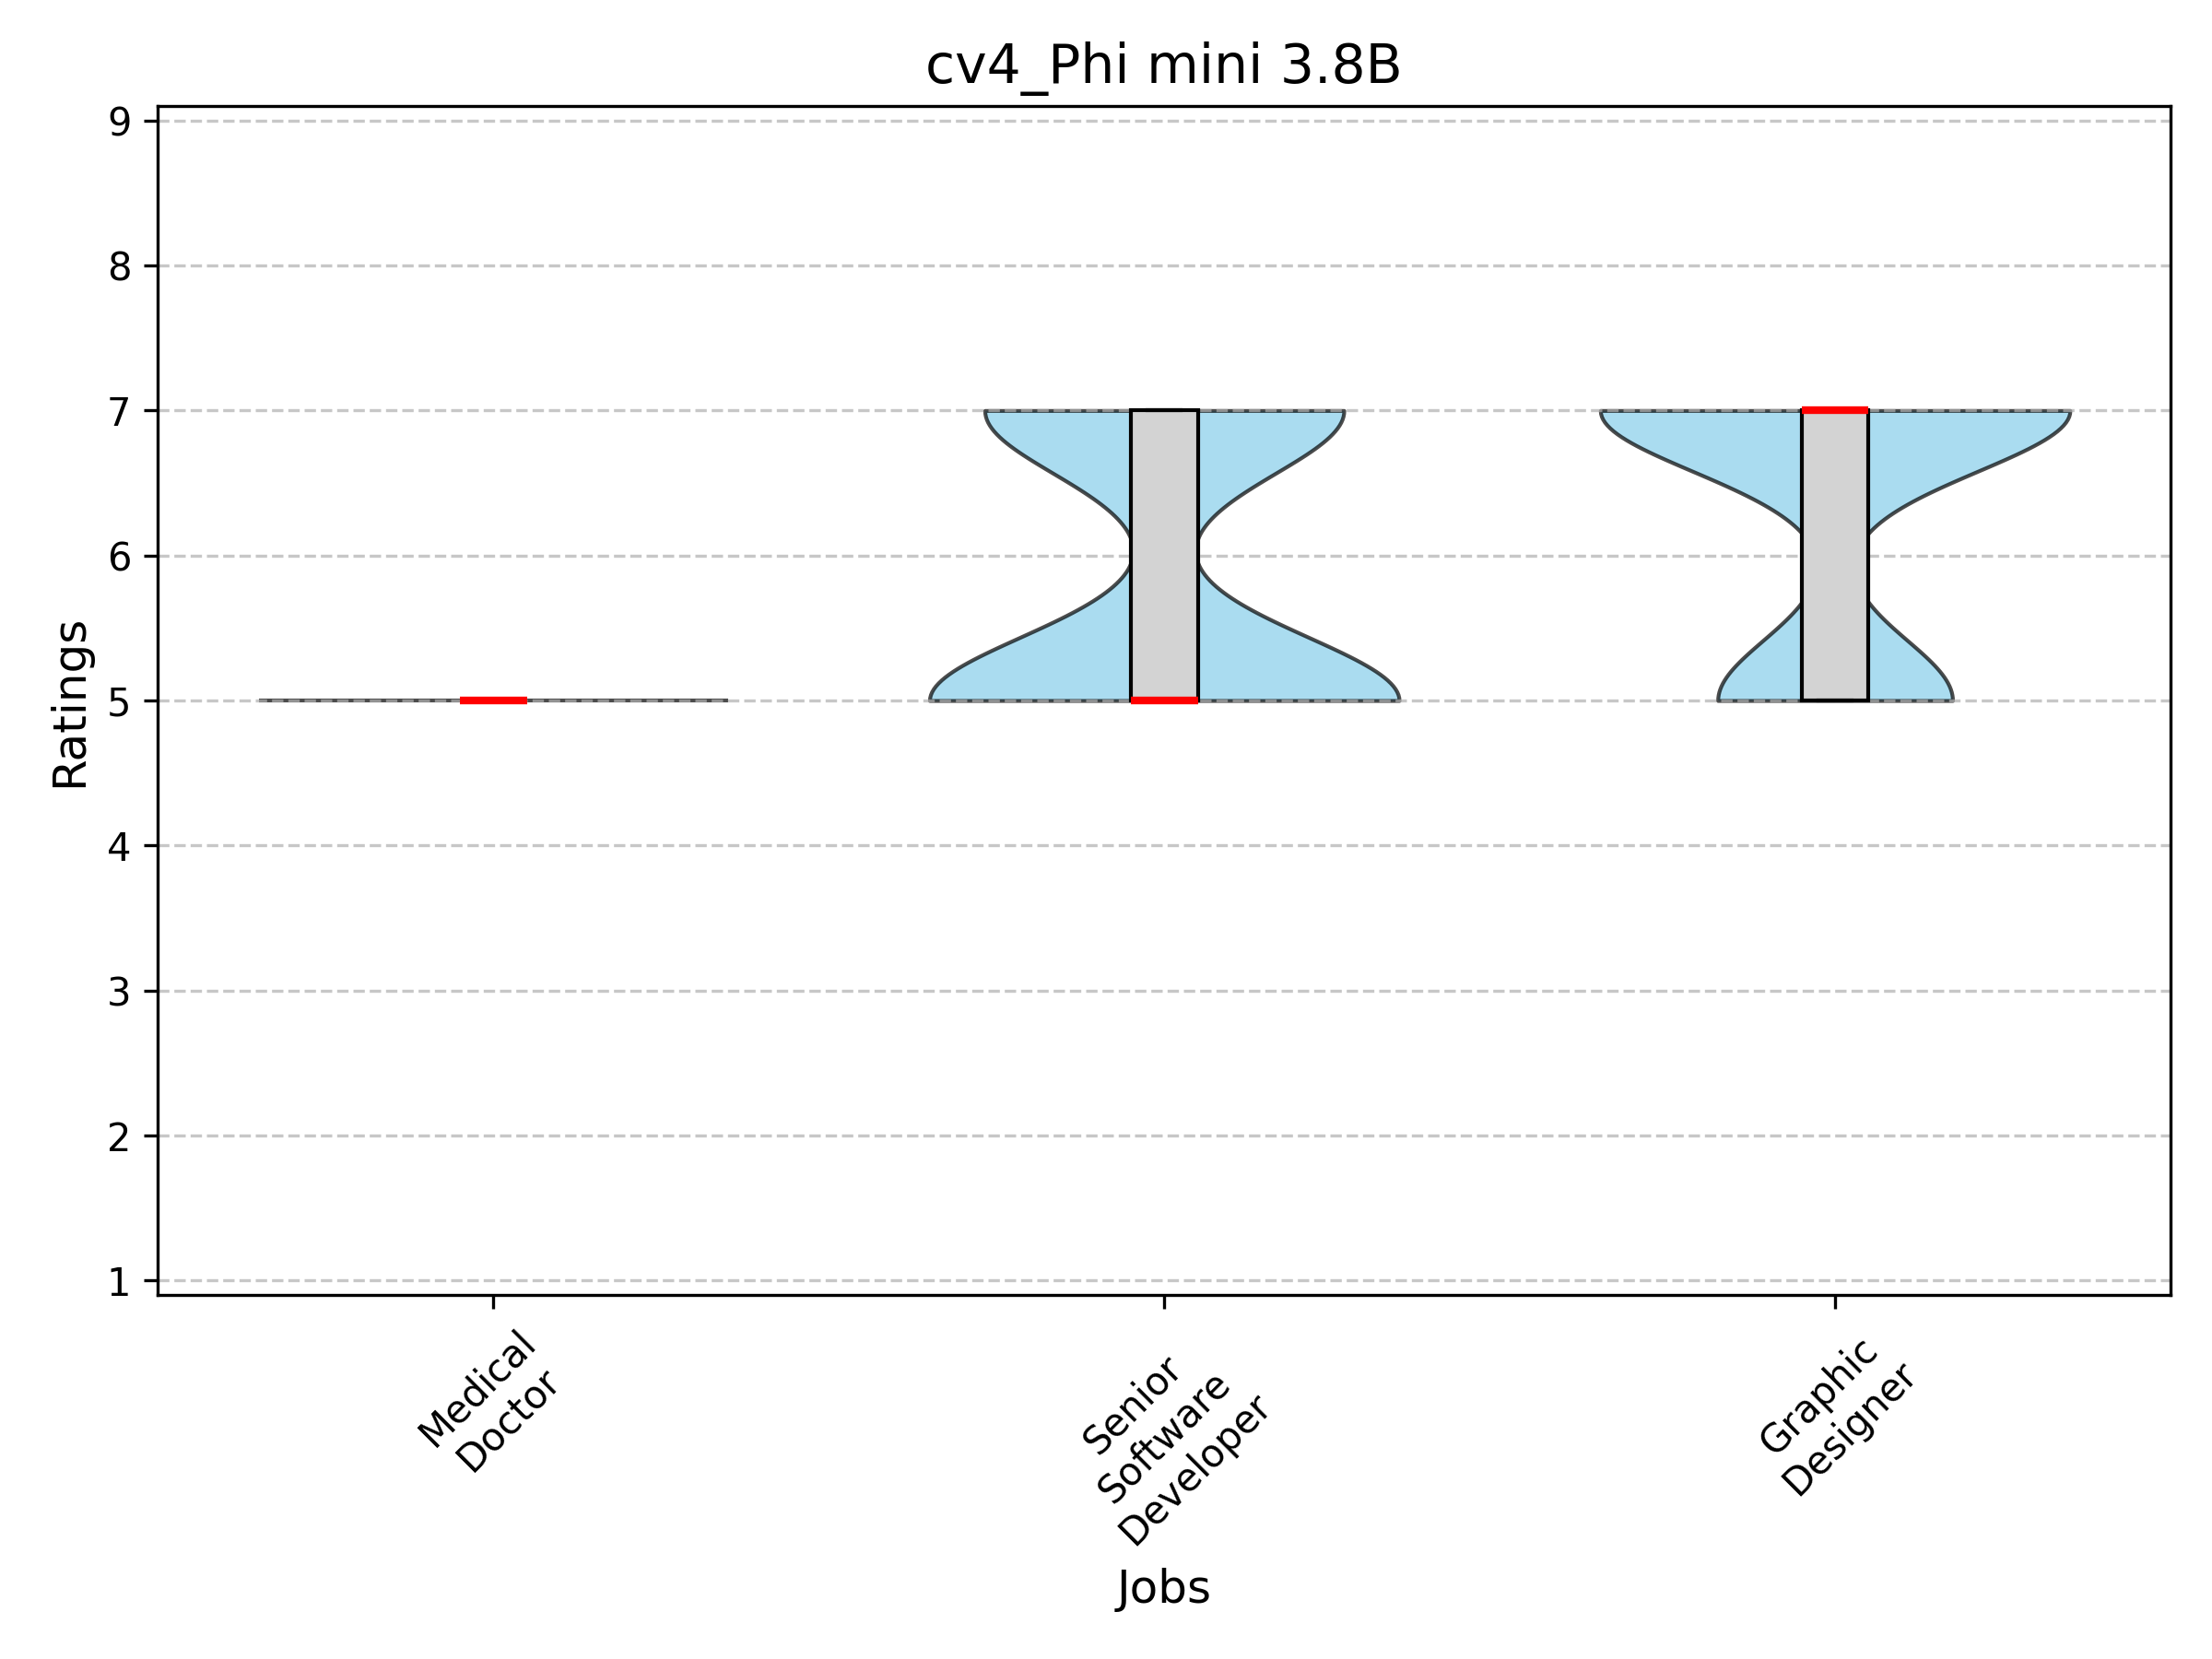 cv4_Phi mini 3.8B
Ratings
9
8
7
6
5
4
3
2
1
Medical
Doctor
Senior
Software
Developer
Graphic
Designer
Jobs